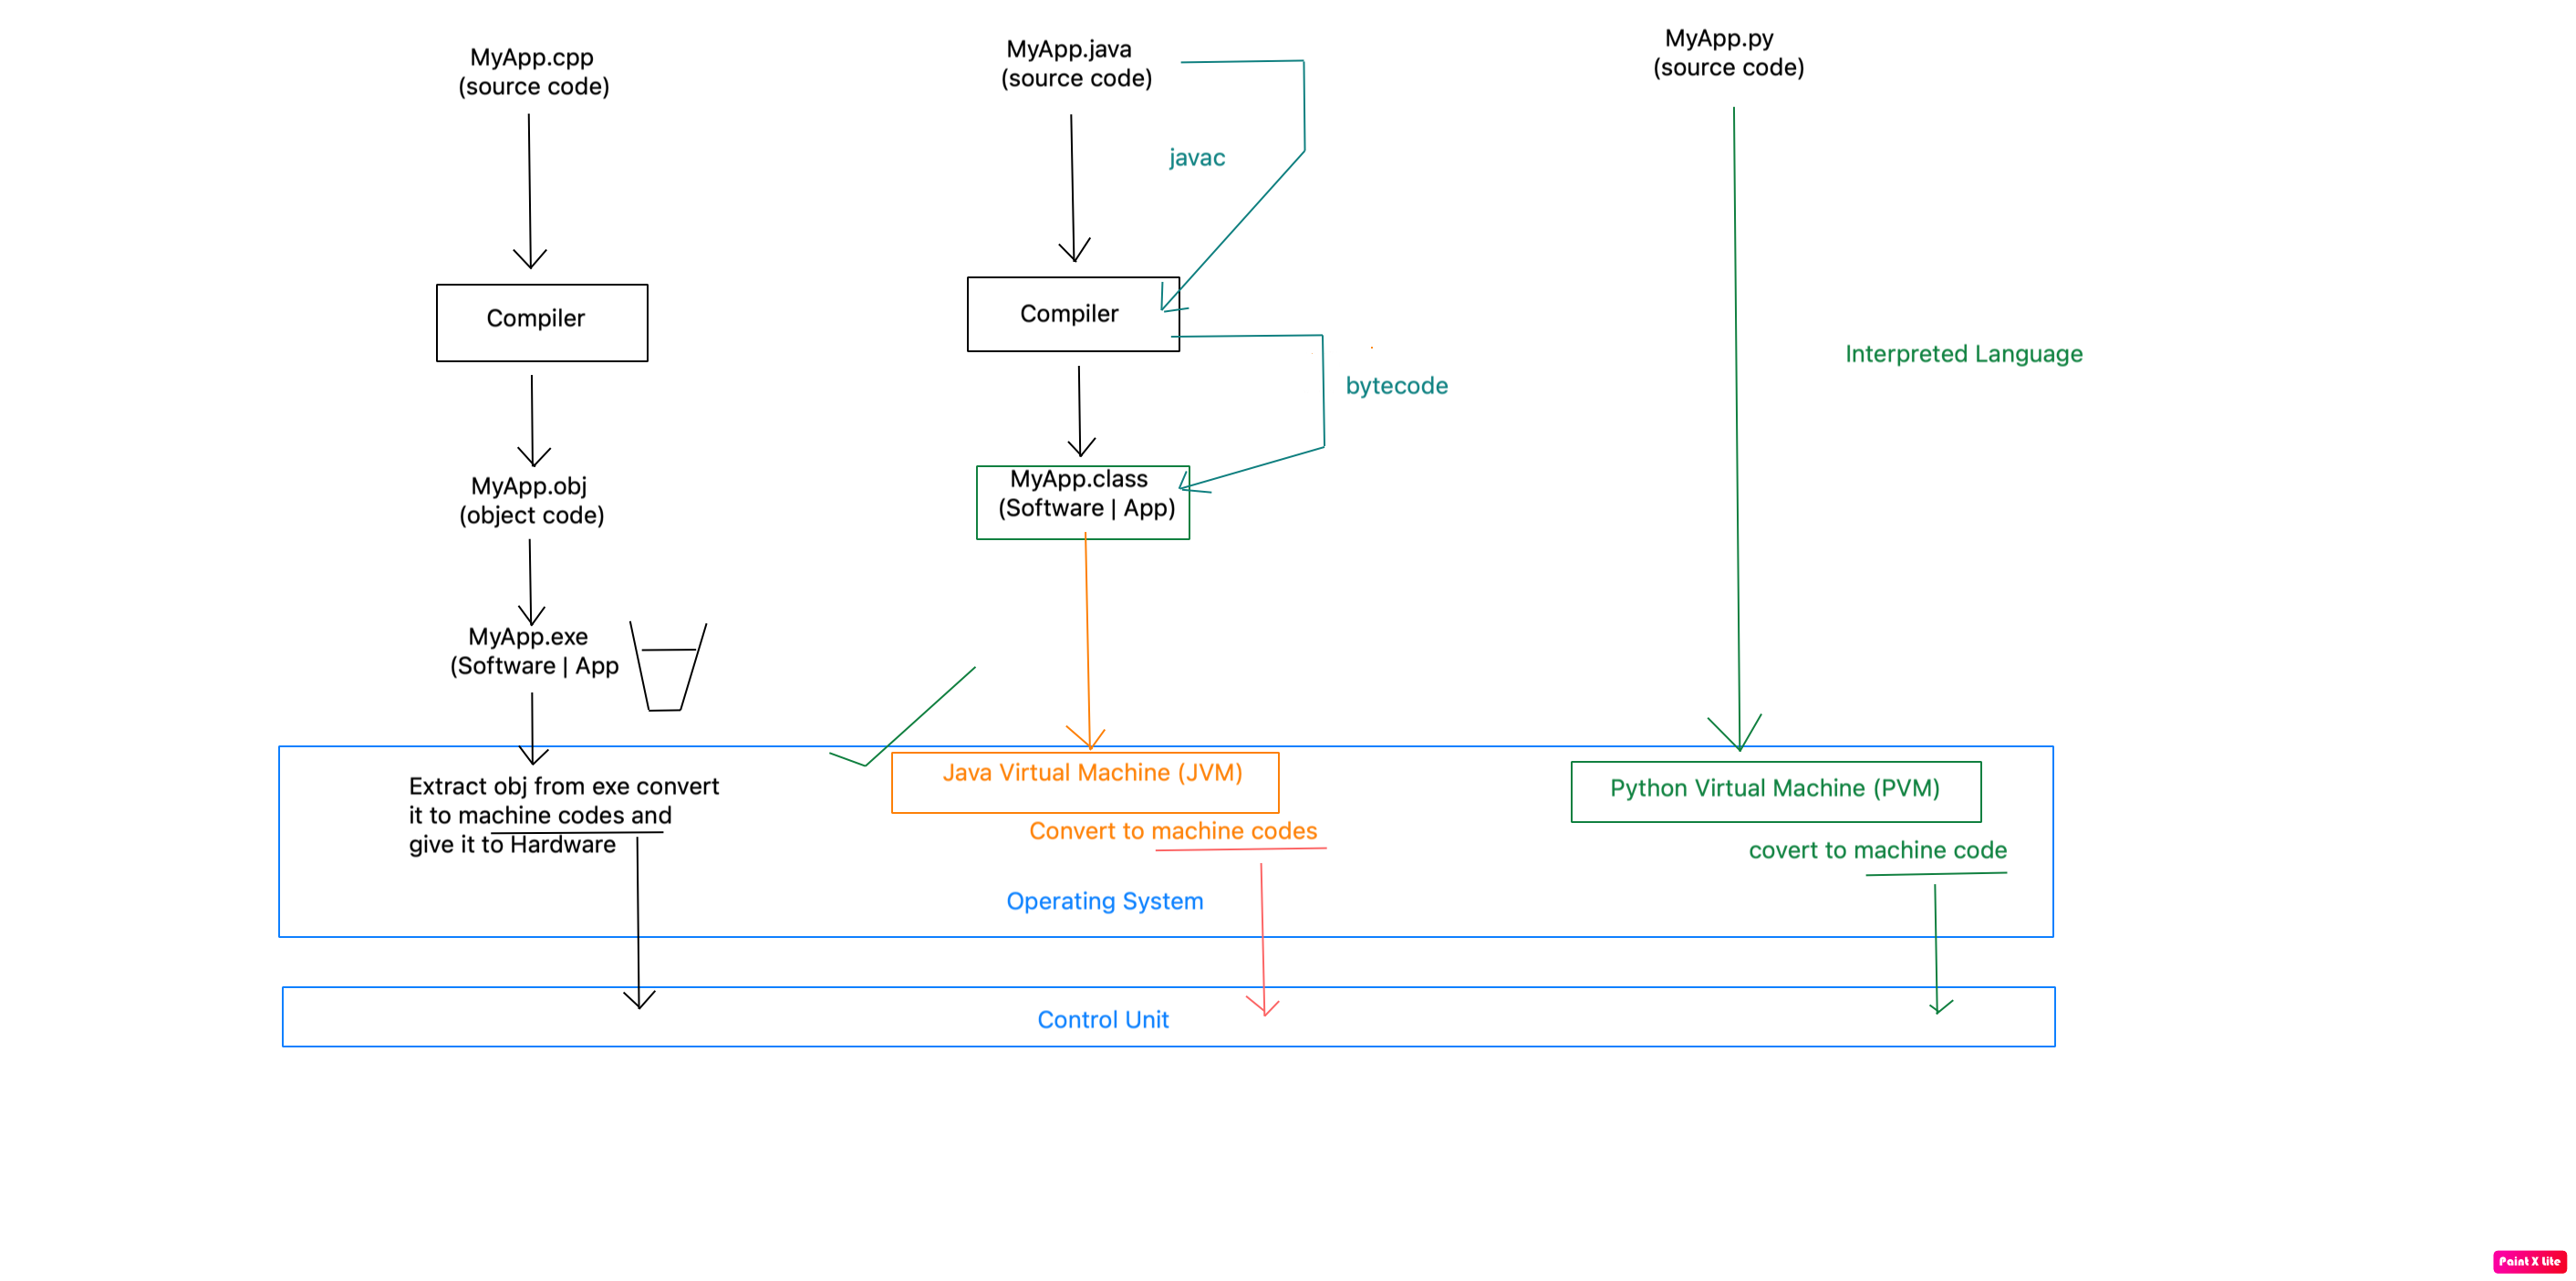 MyApp.cpp
(source code)
Compiler
MyApp.obj
(object code)
MyApp.exe
(Software | App
Extract obj from exe convert
it to machine codes and
give it to Hardware
MyApp.java
(source code)
javac
Compiler
bytecode
MyApp.class
(Software | App)
Java Virtual Machine (JVM)
Convert to machine codes
Operating System
Control Unit
MyApp.py
(source code)
Interpreted Language
Python Virtual Machine (PVM)
covert to machine code
Paint X Lite